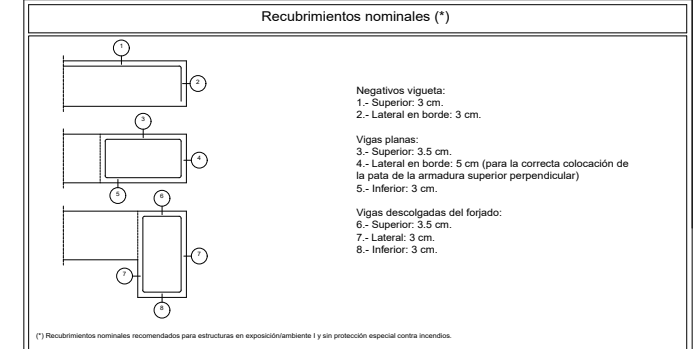 Recubrimientos nominales (*)
1
2
3
4
5
6
7
7
8
Negativos vigueta:
1.- Superior: 3 cm.
2.- Lateral en borde: 3 cm.
Vigas planas:
3.- Superior: 3.5 cm.
4.- Lateral en borde: 5 cm (para la correcta colocación de
la pata de la armadura superior perpendicular)
5.- Inferior: 3 cm.
Vigas descolgadas del forjado:
6.- Superior: 3.5 cm.
7.- Lateral: 3 cm.
8.- Inferior: 3 cm.
(*) Recubrimientos nominales recomendados para estructuras en exposición/ambiente I y sin protección especial contra incendios.